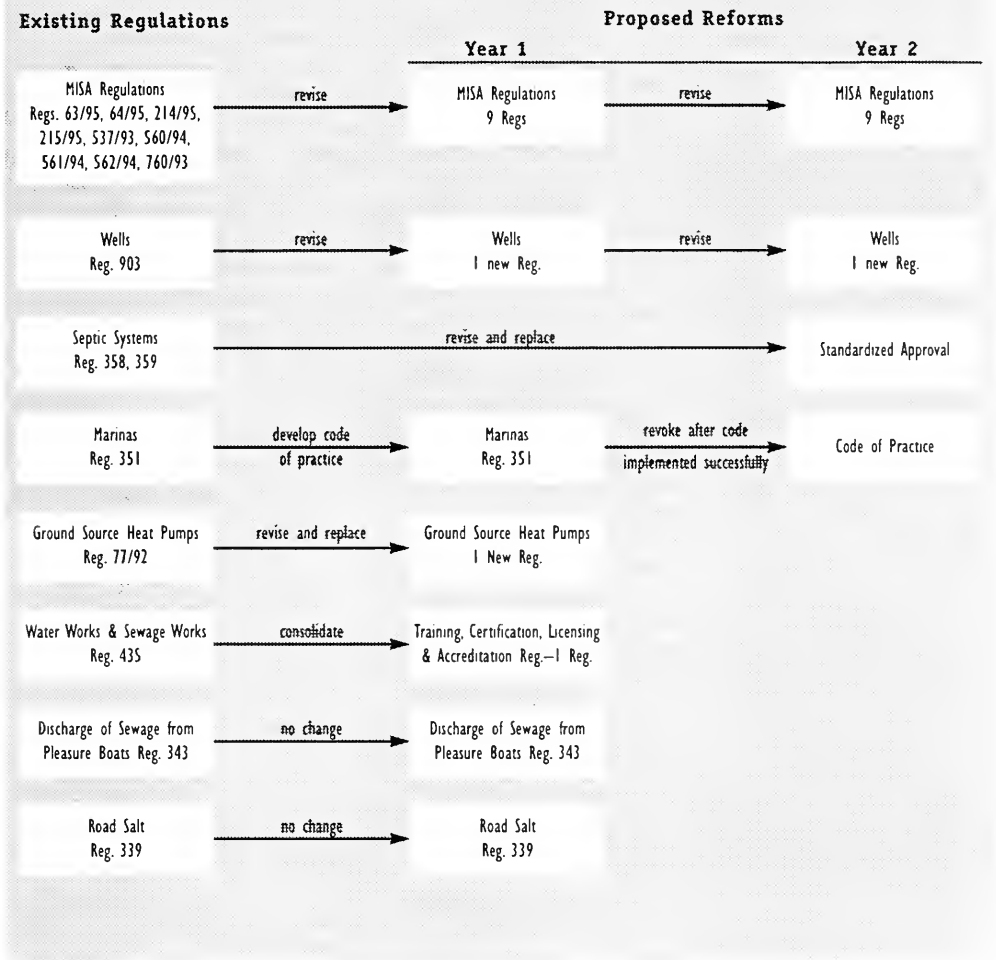 Existing Regulations
Proposed Reforms
Year 1
Year 2
MISA Regulations
Regs. 63/95, 64/95, 214/95,
215/95, 537/93, 560/94,
561/94, 562/94, 760/93
revise
MISA Regulations
9 Regs
revise
MISA Regulations
9 Regs
Wells
Reg. 903
revise
Wells
1 new Reg.
revise
Wells
1 new Reg.
Septic Systems
Reg. 358, 359
revise and replace
Standardized Approval
Marinas
Reg. 351
develop code
of practice
Marinas
Reg. 351
revoke after code
implemented successfully
Code of Practice
Ground Source Heat Pumps
Reg. 77/92
revise and replace
Ground Source Heat Pumps
1 New Reg.
Water Works & Sewage Works
Reg. 435
consolidate
Training, Certification, Licensing
& Accreditation Reg.—1 Reg.
Discharge of Sewage from
Pleasure Boats Reg. 343
no change
Discharge of Sewage from
Pleasure Boats Reg. 343
Road Salt
Reg. 339
no change
Road Salt
Reg. 339